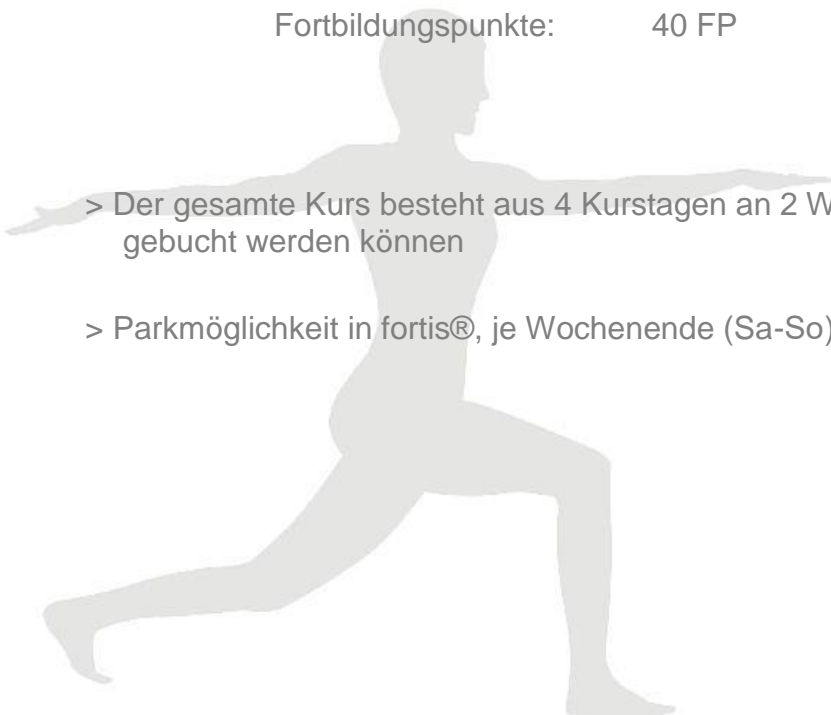 Fortbildungspunkte: 40 FP
> Der gesamte Kurs besteht aus 4 Kurstagen an 2 W
gebucht werden können
> Parkmöglichkeit in fortis®, je Wochenende (Sa-So)